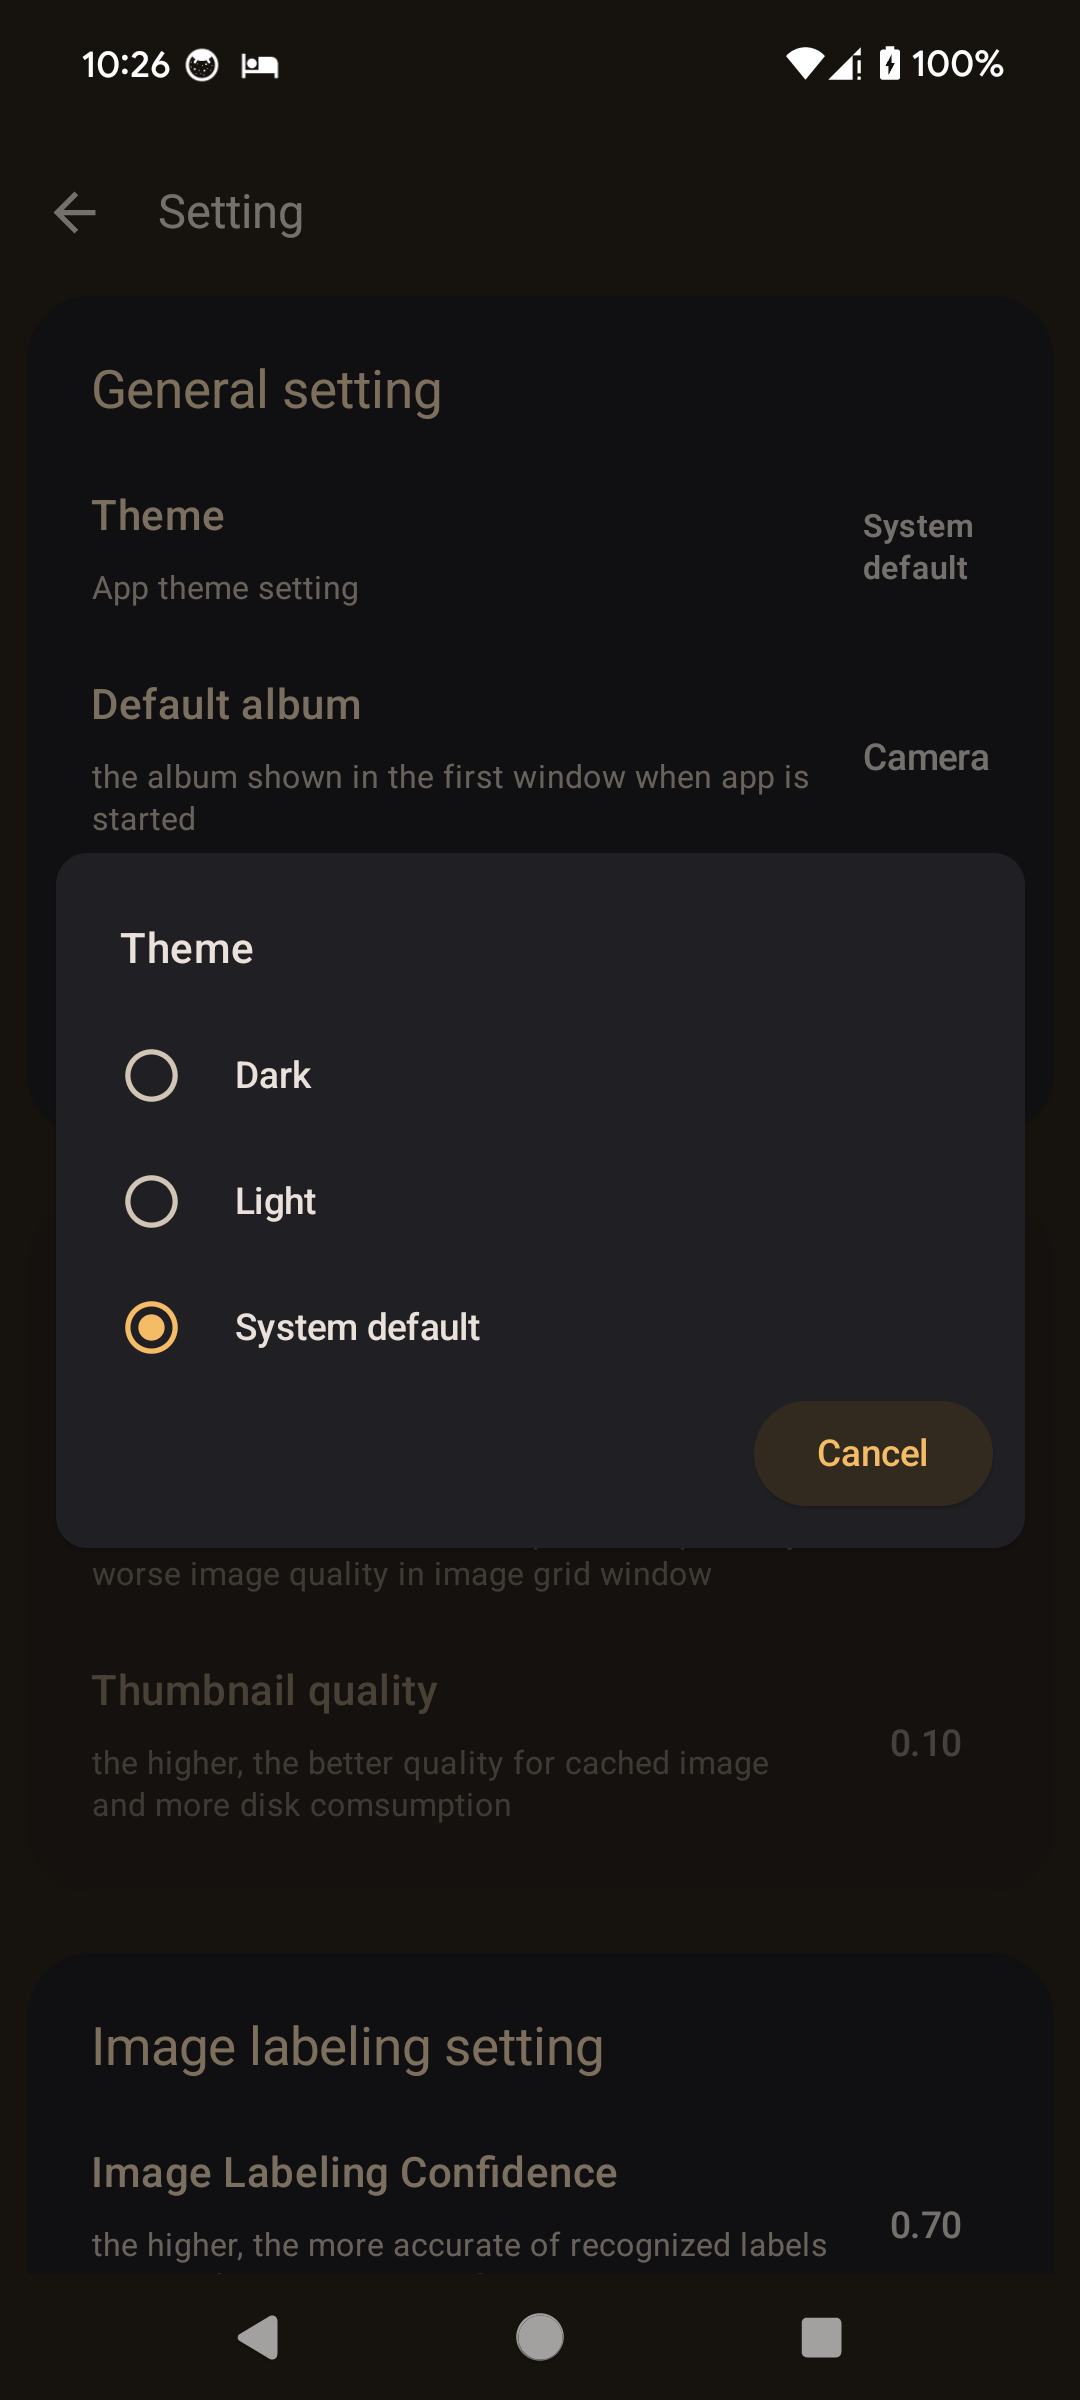 10:26
100%
Setting
General setting
Theme
App theme setting
System
default
Default album
the album shown in the first window when app is
started
Camera
Theme
Dark
Light
System default
Cancel
worse image quality in image grid window
Thumbnail quality
the higher, the better quality for cached image
and more disk comsumption
0.10
Image labeling setting
Image Labeling Confidence
the higher, the more accurate of recognized labels
0.70